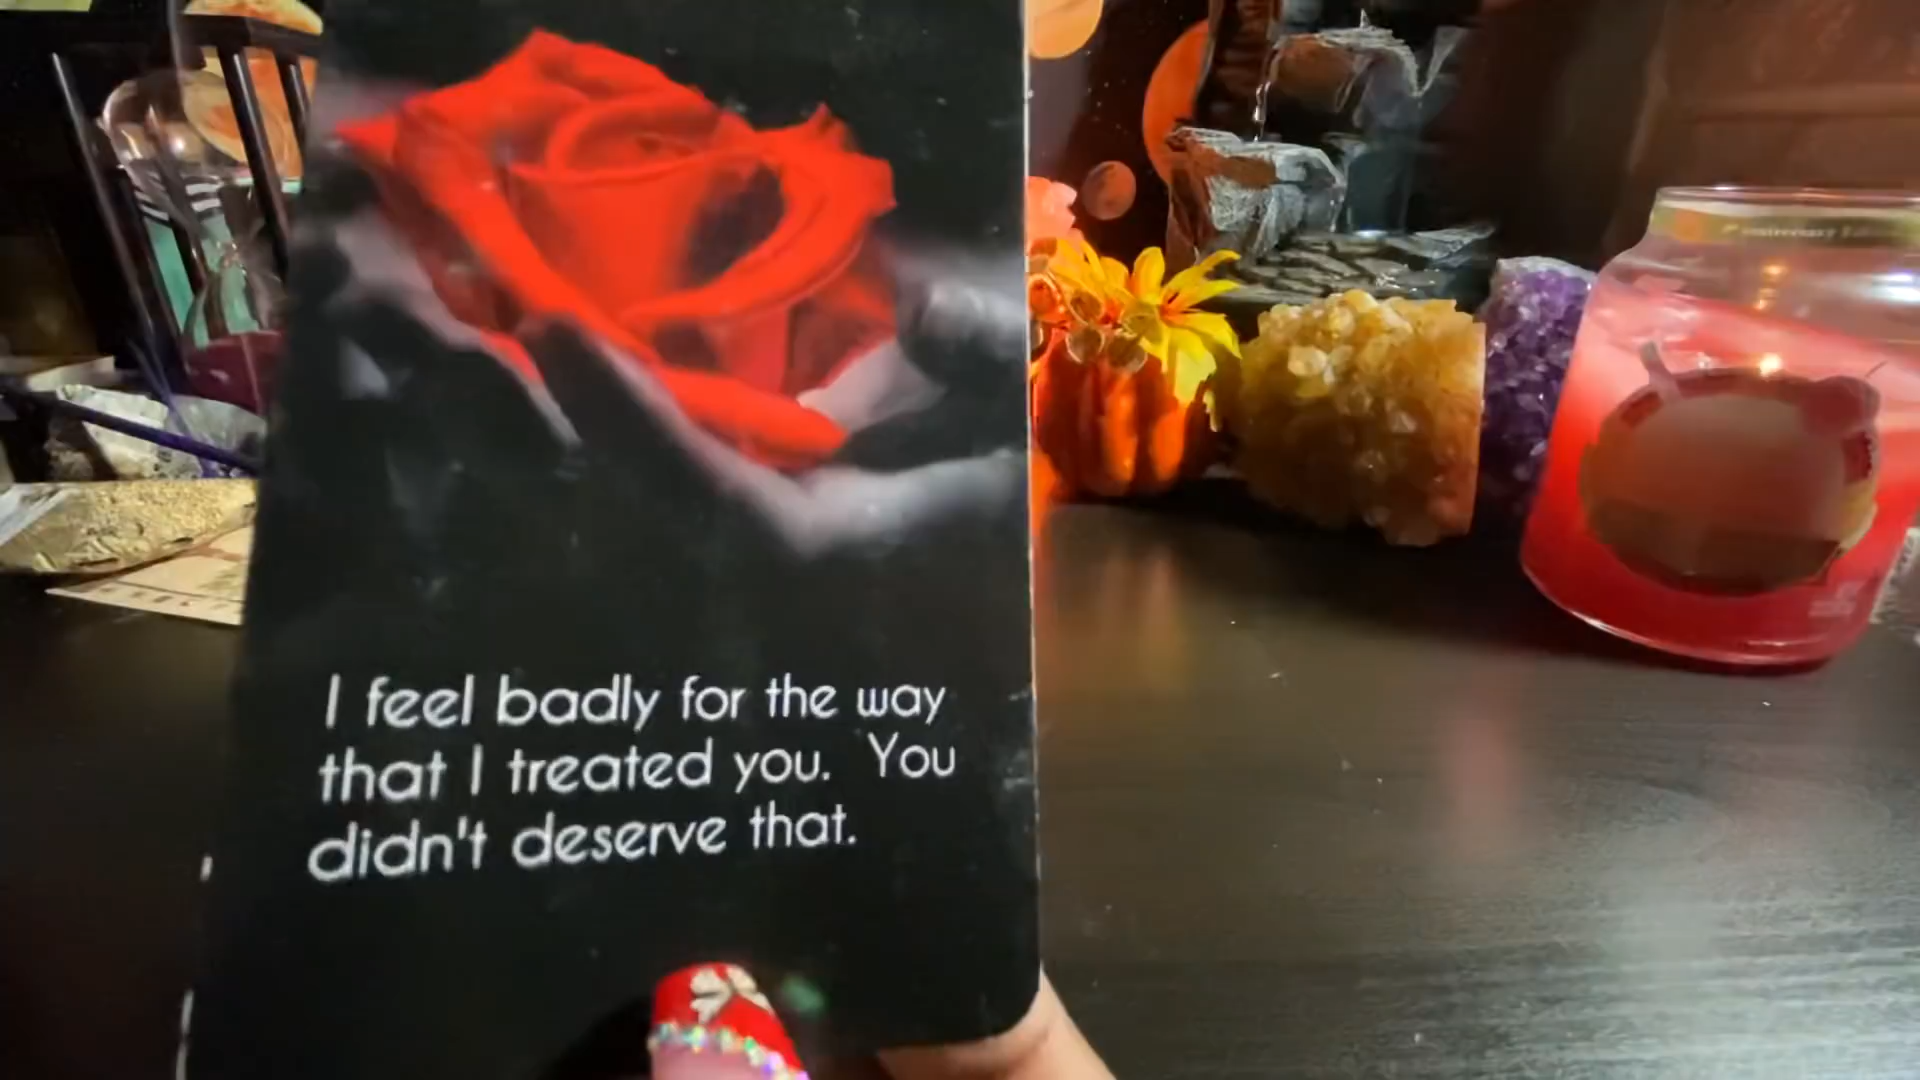 I feel badly for the way
that I treated you. You
didn't deserve that.